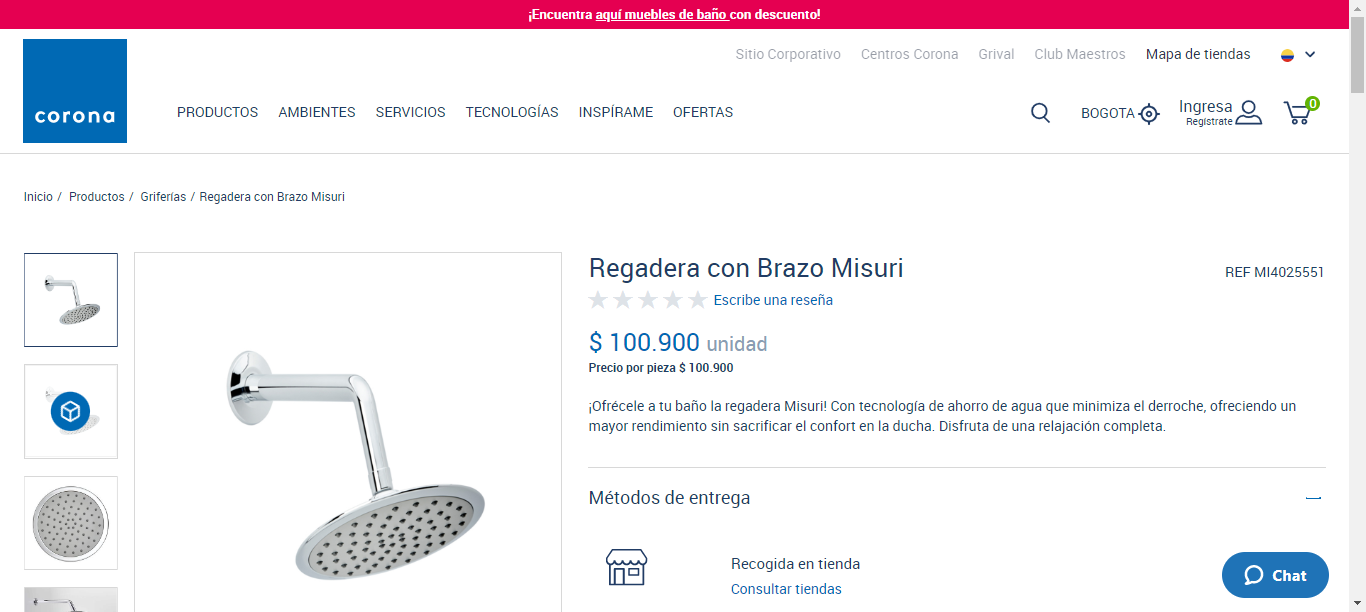 ¡Encuentra aquí muebles de baño con descuento!
Sitio Corporativo Centros Corona Grival Club Maestros Mapa de tiendas
corona
PRODUCTOS AMBIENTES SERVICIOS TECNOLOGÍAS INSPÍRAME OFERTAS
BOGOTA
Ingresa
Regístrate
0
Inicio / Productos / Griferías / Regadera con Brazo Misuri
Regadera con Brazo Misuri
REF MI4025551
Escribe una reseña
$ 100.900 unidad
Precio por pieza $ 100.900
¡Ofrécele a tu baño la regadera Misuri! Con tecnología de ahorro de agua que minimiza el derroche, ofreciendo un
mayor rendimiento sin sacrificar el confort en la ducha. Disfruta de una relajación completa.
Métodos de entrega
Recogida en tienda
Consultar tiendas
Chat